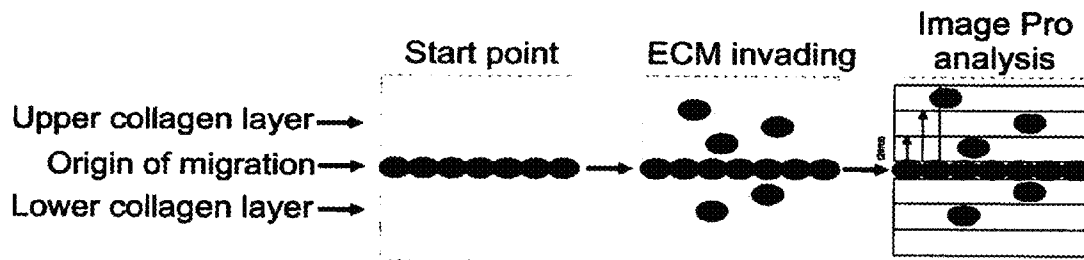 Start point
ECM invading
Image Pro
analysis
Upper collagen layer
Origin of migration
Lower collagen layer